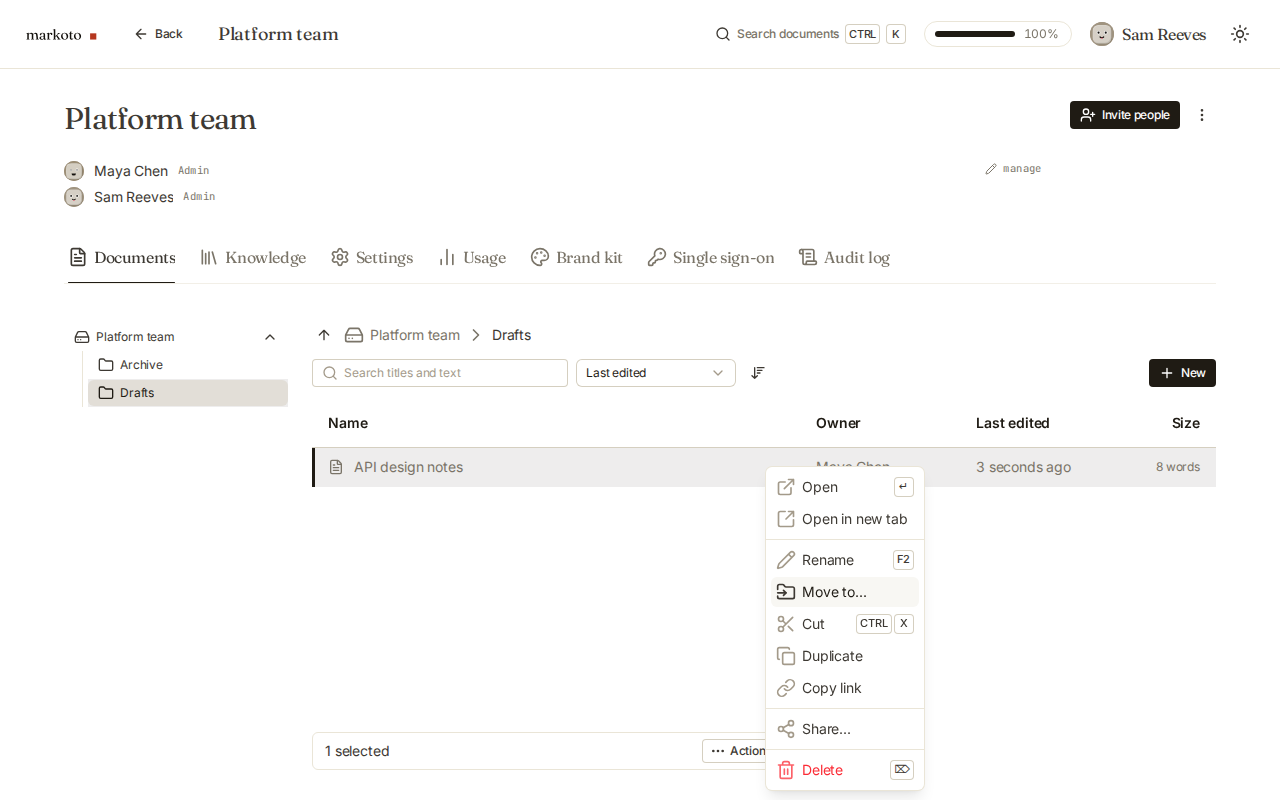 markoto
Back
Platform team
Search documents CTRL K
100%
Sam Reeves
Platform team
Invite people
Maya Chen Admin
manage
Sam Reeves Admin
Documents
Knowledge
Settings
Usage
Brand kit
Single sign-on
Audit log
Platform team
Archive
Drafts
Platform team
Drafts
Search titles and text
Last edited
New
Name
Owner
Last edited
Size
API design notes
Maya Chen
3 seconds ago
8 words
Open ↵
Open in new tab
Rename F2
Move to...
Cut CTRL X
Duplicate
Copy link
Share...
Delete ⌦
1 selected
Action